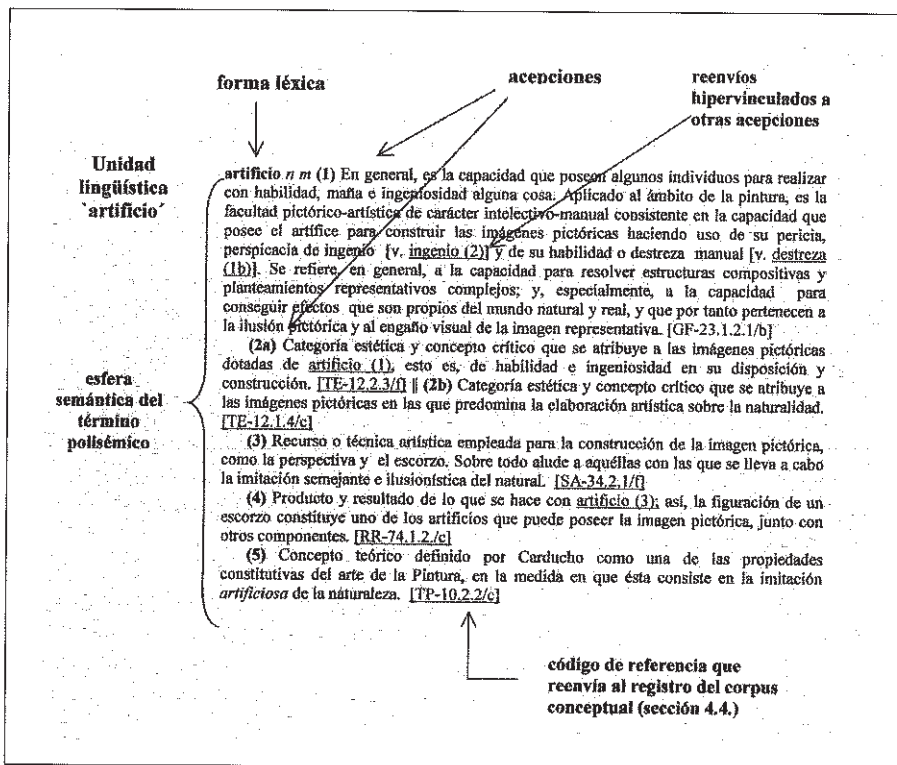 forma léxica
acepciones
reenvíos
hipervinculados a
otras acepciones
Unidad
lingüística
‛artificio’
artificio n m (1) En general, es la capacidad que poseen algunos individuos para realizar
con habilidad, maña e ingeniosidad alguna cosa. Aplicado al ámbito de la pintura, es la
facultad pictórico-artística de carácter intelectivo-manual consistente en la capacidad que
posee el artífice para construir las imágenes pictóricas haciendo uso de su pericia,
perspicacia de ingenio [v. ingenio (2)] y de su habilidad o destreza manual [v. destreza
(1b)]. Se refiere, en general, a la capacidad para resolver estructuras compositivas y
planteamientos representativos complejos; y, especialmente, a la capacidad para
conseguir efectos que son propios del mundo natural y real, y que por tanto pertenecen a
la ilusión pictórica y al engaño visual de la imagen representativa. [GF-23.1.2.1/b]
(2a) Categoría estética y concepto crítico que se atribuye a las imágenes pictóricas
dotadas de artificio (1), esto es, de habilidad e ingeniosidad en su disposición y
construcción. [TE-12.2.3/f] || (2b) Categoría estética y concepto crítico que se atribuye a
las imágenes pictóricas en las que predomina la elaboración artística sobre la naturalidad.
[TE-12.1.4/c]
(3) Recurso o técnica artística empleada para la construcción de la imagen pictórica,
como la perspectiva y el escorzo. Sobre todo alude a aquéllas con las que se lleva a cabo
la imitación semejante e ilusionística del natural. [SA-34.2.1/f]
(4) Producto y resultado de lo que se hace con artificio (3); así, la figuración de un
escorzo constituye uno de los artificios que puede poseer la imagen pictórica, junto con
otros componentes. [RR-74.1.2./c]
(5) Concepto teórico definido por Carducho como una de las propiedades
constitutivas del arte de la Pintura, en la medida en que ésta consiste en la imitación
artificiosa de la naturaleza. [TP-10.2.2/c]
esfera
semántica del
término
polisémico
código de referencia que
reenvía al registro del corpus
conceptual (sección 4.4.)